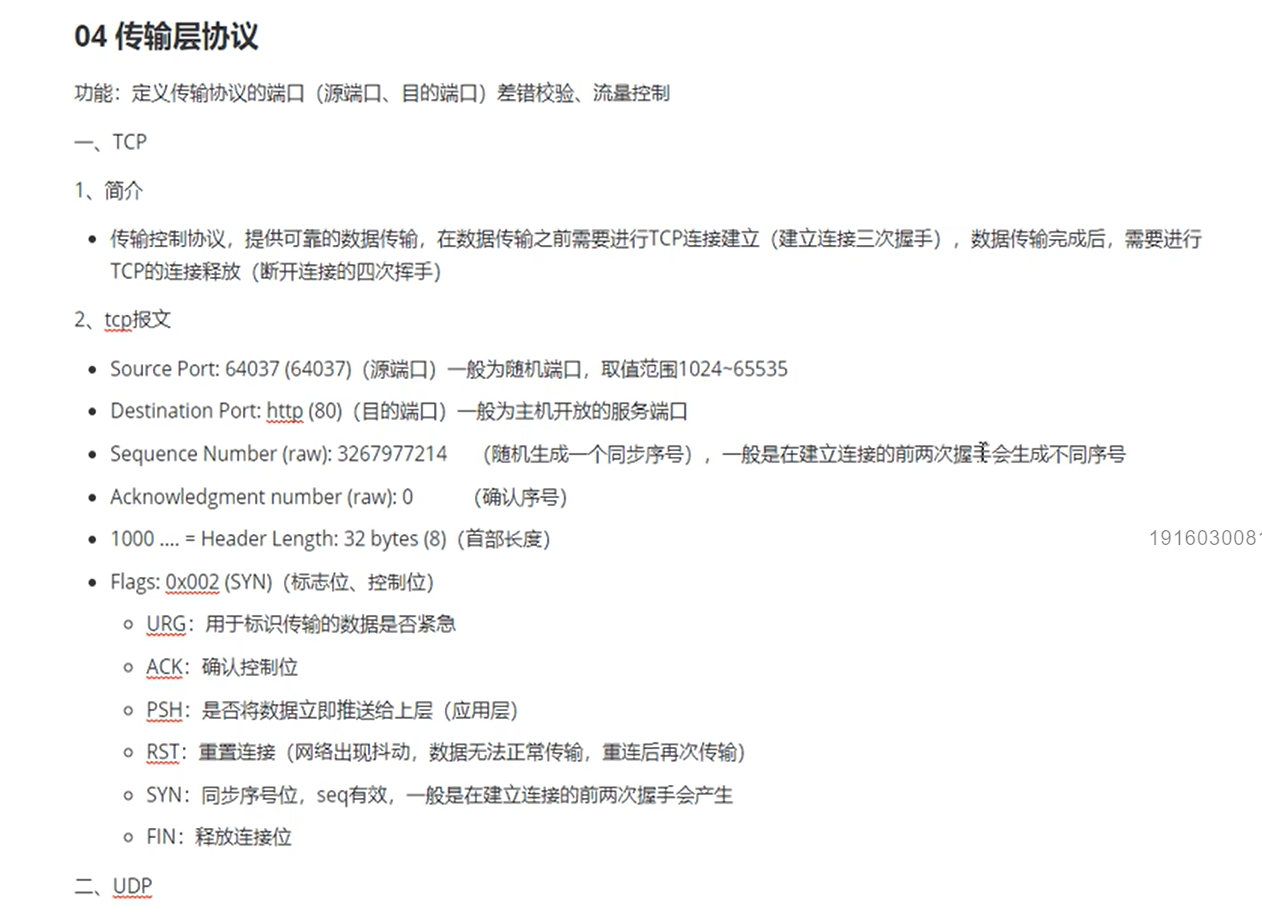 04 传输层协议
功能：定义传输协议的端口（源端口、目的端口）差错校验、流量控制
一、TCP
1、简介
• 传输控制协议，提供可靠的数据传输，在数据传输之前需要进行TCP连接建立（建立连接三次握手），数据传输完成后，需要进行
TCP的连接释放（断开连接的四次挥手）
2、tcp报文
• Source Port: 64037 (64037)（源端口）一般为随机端口，取值范围1024~65535
• Destination Port: http (80)（目的端口）一般为主机开放的服务端口
• Sequence Number (raw): 3267977214 （随机生成一个同步序号），一般是在建立连接的前两次握手会生成不同序号
• Acknowledgment number (raw): 0 （确认序号）
• 1000 .... = Header Length: 32 bytes (8)（首部长度）
191603008
• Flags: 0x002 (SYN)（标志位、控制位）
○ URG：用于标识传输的数据是否紧急
○ ACK：确认控制位
○ PSH：是否将数据立即推送给上层（应用层）
○ RST：重置连接（网络出现抖动，数据无法正常传输，重连后再次传输）
○ SYN：同步序号位，seq有效，一般是在建立连接的前两次握手会产生
○ FIN：释放连接位
二、UDP